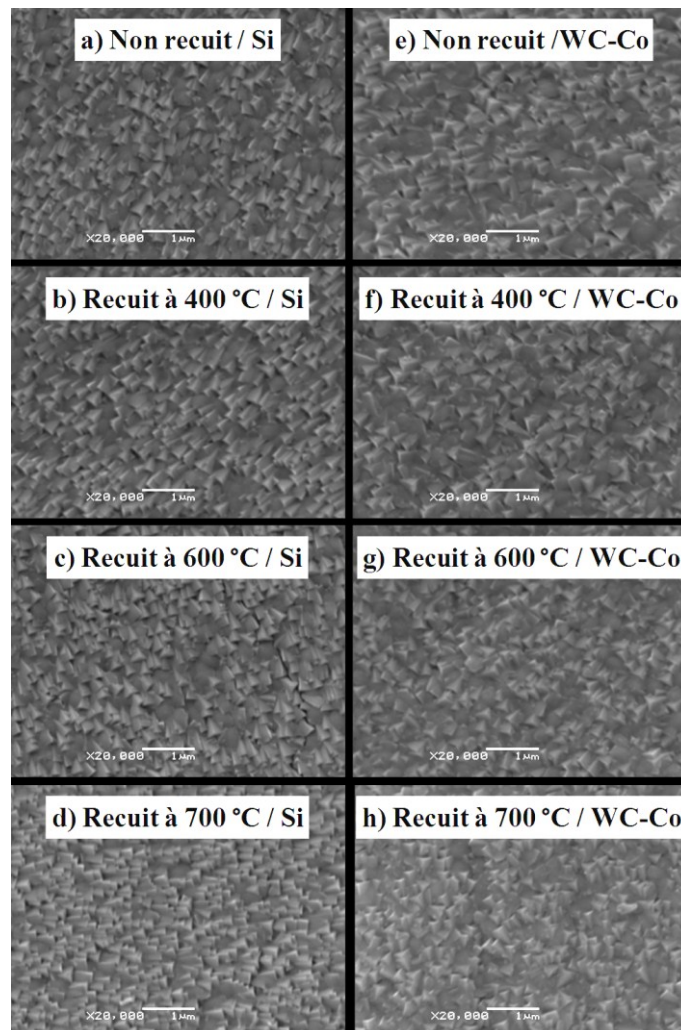 a) Non recuit / Si
e) Non recuit /WC-Co
X20,000 1µm
X20,000 1µm
b) Recuit à 400 °C / Si
f) Recuit à 400 °C / WC-Co
X20,000 1µm
X20,000 1µm
c) Recuit à 600 °C / Si
g) Recuit à 600 °C / WC-Co
X20,000 1µm
X20,000 1µm
d) Recuit à 700 °C / Si
h) Recuit à 700 °C / WC-Co
X20,000 1µm
X20,000 1µm